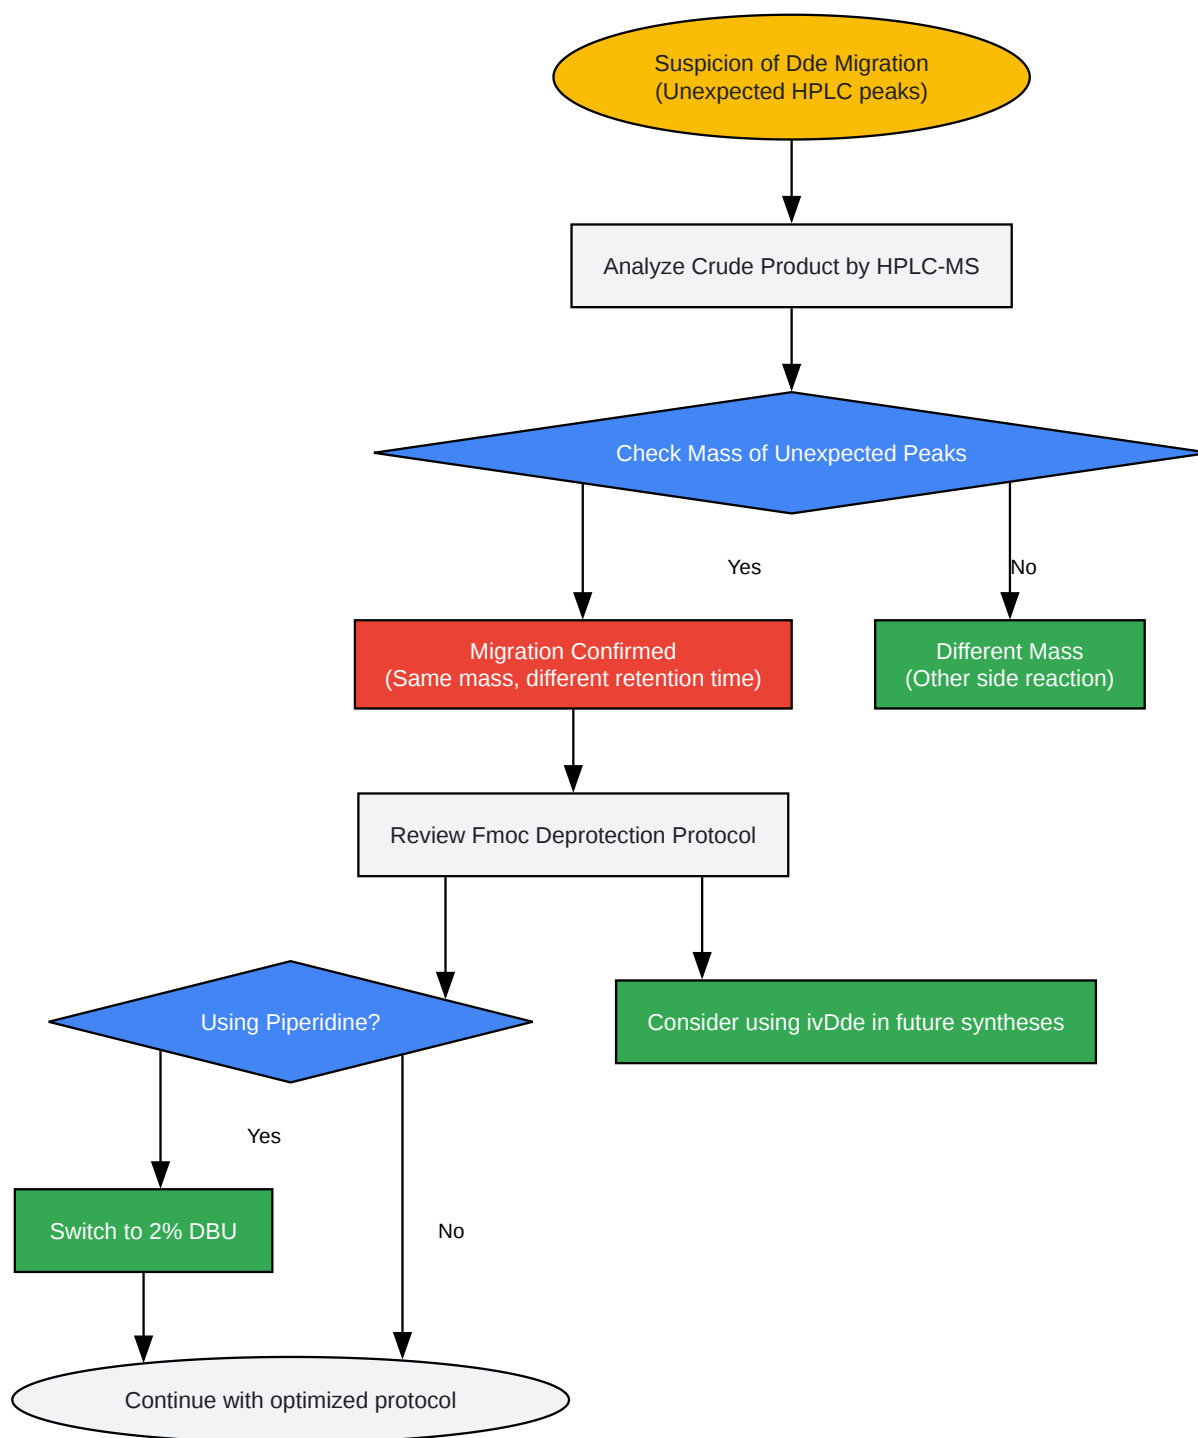 Suspicion of Dde Migration
(Unexpected HPLC peaks)
Analyze Crude Product by HPLC-MS
Check Mass of Unexpected Peaks
Yes
No
Migration Confirmed
(Same mass, different retention time)
Different Mass
(Other side reaction)
Review Fmoc Deprotection Protocol
Using Piperidine?
Consider using ivDde in future syntheses
Yes
Switch to 2% DBU
No
Continue with optimized protocol